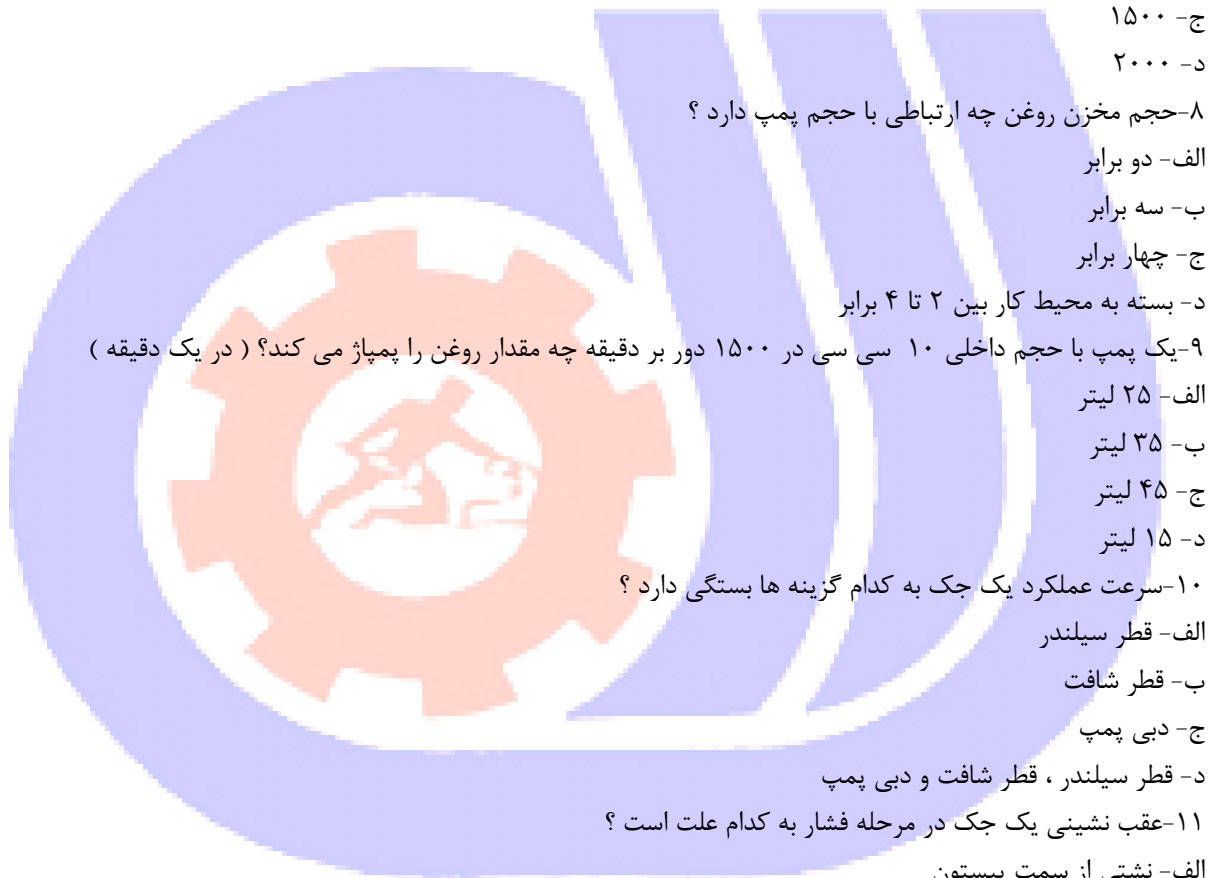 ج- ۱۵۰۰
د- ۲۰۰۰
۸-حجم مخزن روغن چه ارتباطی با حجم پمپ دارد ؟
الف- دو برابر
ب- سه برابر
ج- چهار برابر
د- بسته به محیط کار بین ۲ تا ۴ برابر
۹-یک پمپ با حجم داخلی ۱۰ سی سی در ۱۵۰۰ دور بر دقیقه چه مقدار روغن را پمپاژ می کند؟ ( در یک دقیقه )
الف- ۲۵ لیتر
ب- ۳۵ لیتر
ج- ۴۵ لیتر
د- ۱۵ لیتر
۱۰-سرعت عملکرد یک جک به کدام گزینه ها بستگی دارد ؟
الف- قطر سیلندر
ب- قطر شافت
ج- دبی پمپ
د- قطر سیلندر ، قطر شافت و دبی پمپ
۱۱-عقب نشینی یک جک در مرحله فشار به کدام علت است ؟
الف- نشتی از سمت پیستون